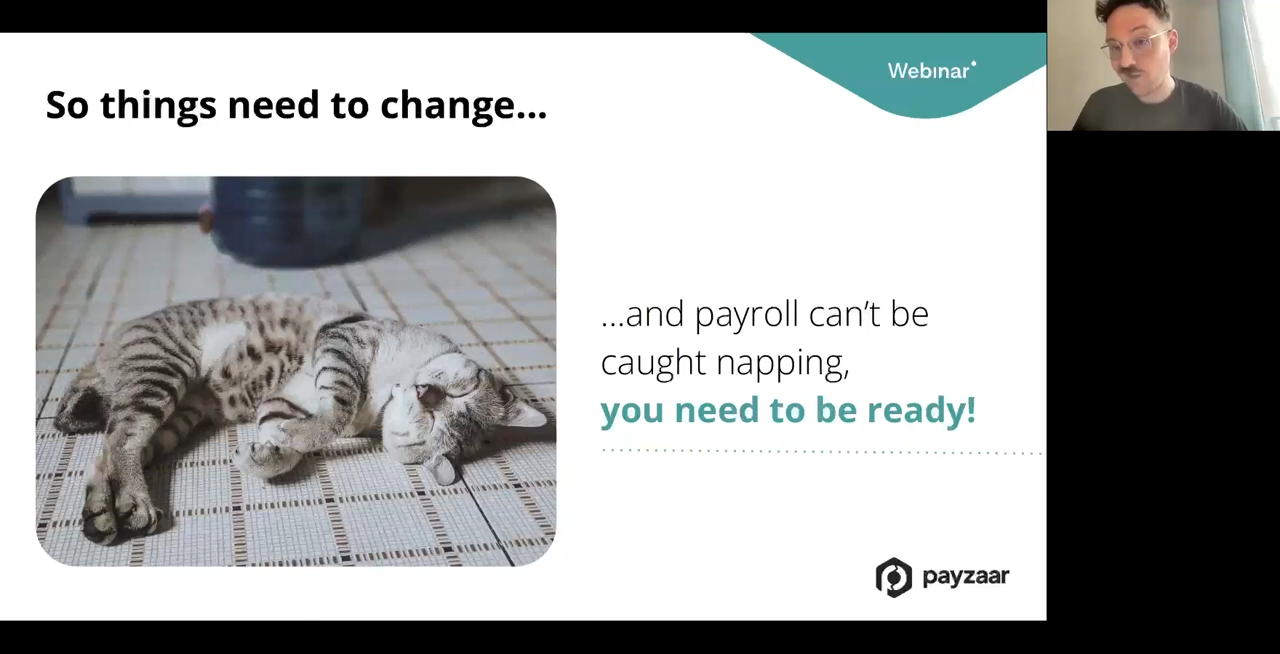 Webinar
So things need to change...
...and payroll can’t be
caught napping,
you need to be ready!
payzaar